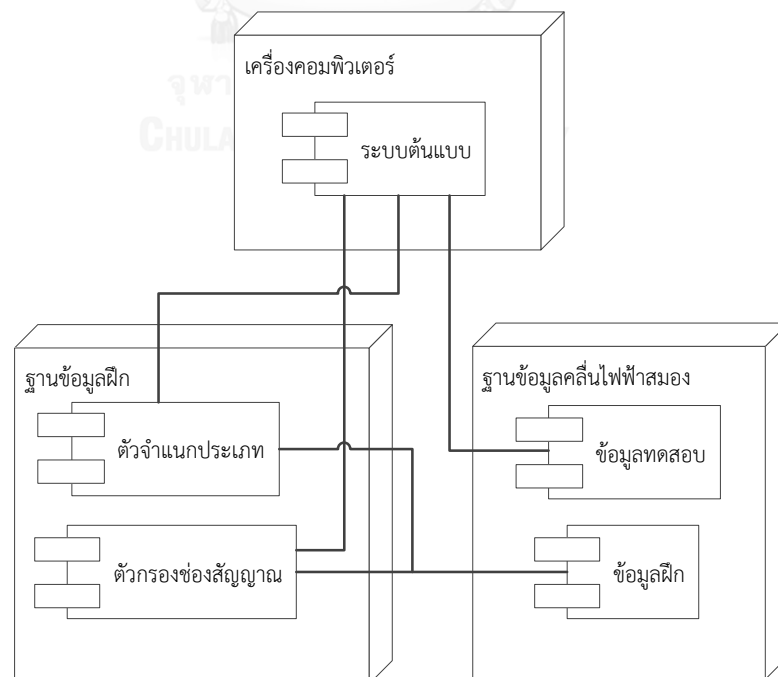 เครื่องคอมพิวเตอร์
จุฬา
CHULA
ระบบต้นแบบ
ฐานข้อมูลฝึก
ฐานข้อมูลคลื่นไฟฟ้าสมอง
ตัวจำแนกประเภท
ข้อมูลทดสอบ
ตัวกรองช่องสัญญาณ
ข้อมูลฝึก